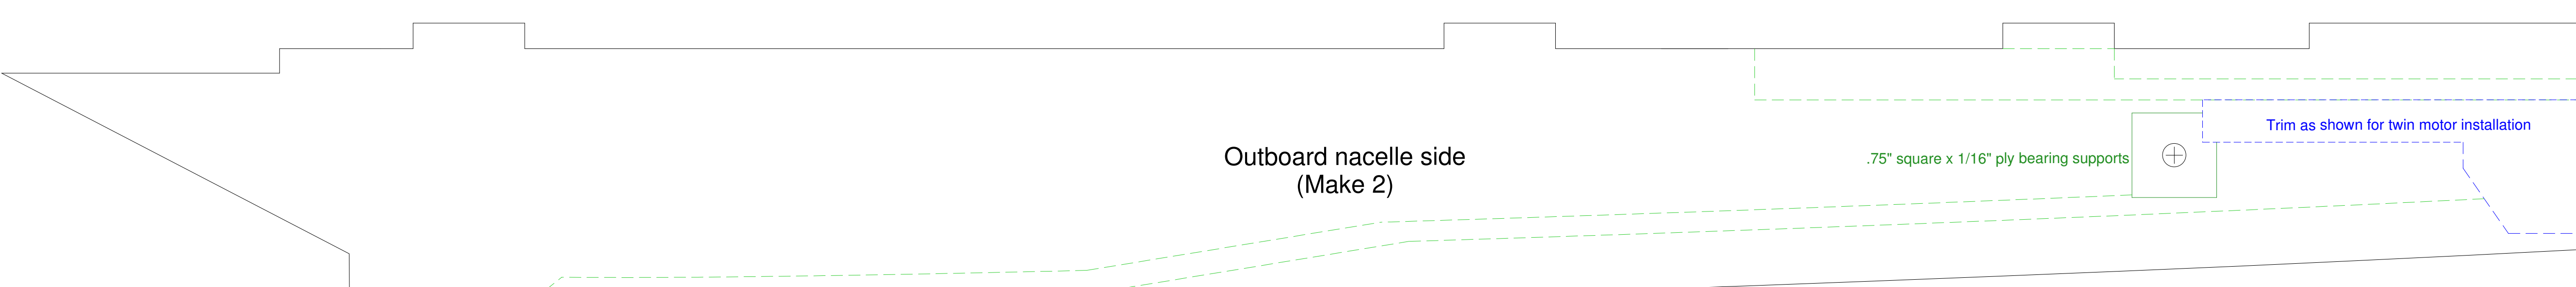 Trim as shown for twin motor installation
Outboard nacelle side
(Make 2)
.75" square x 1/16" ply bearing supports